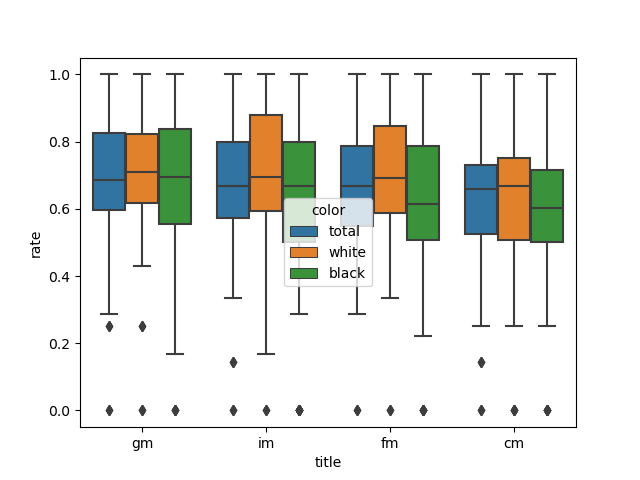 1.0
0.8
0.6
0.4
0.2
0.0
rate
color
total
white
black
gm im fm cm
title